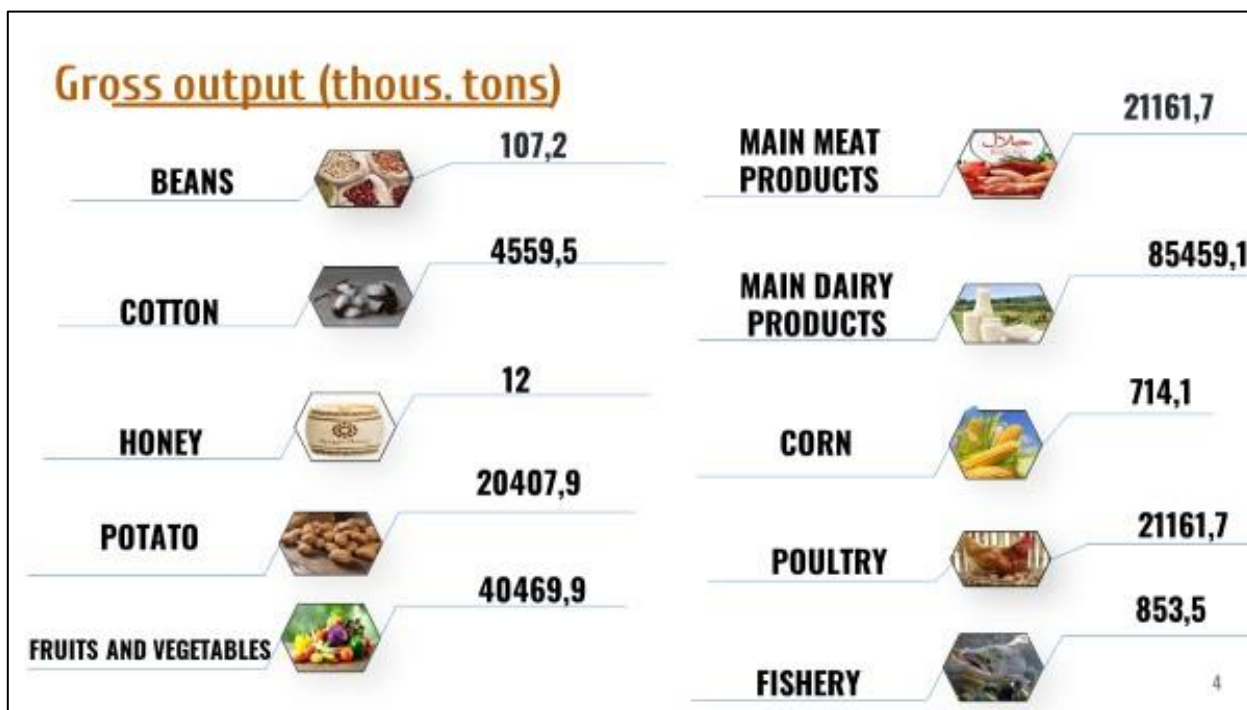 Gross output (thous. tons)
BEANS
107,2
COTTON
4559,5
HONEY
12
POTATO
20407,9
FRUITS AND VEGETABLES
40469,9
MAIN MEAT
PRODUCTS
21161,7
MAIN DAIRY
PRODUCTS
85459,1
CORN
714,1
POULTRY
21161,7
FISHERY
853,5
4